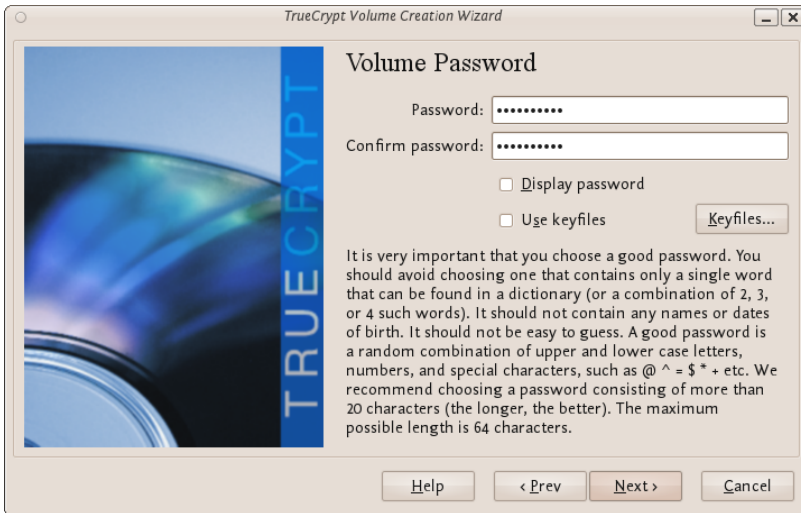 TrueCrypt Volume Creation Wizard
TRUECRYPT
Volume Password
Password: ••••••••••
Confirm password: ••••••••••
Display password
Use keyfiles
Keyfiles...
It is very important that you choose a good password. You
should avoid choosing one that contains only a single word
that can be found in a dictionary (or a combination of 2, 3,
or 4 such words). It should not contain any names or dates
of birth. It should not be easy to guess. A good password is
a random combination of upper and lower case letters,
numbers, and special characters, such as @ ^ = $ * + etc. We
recommend choosing a password consisting of more than
20 characters (the longer, the better). The maximum
possible length is 64 characters.
Help
< Prev
Next >
Cancel